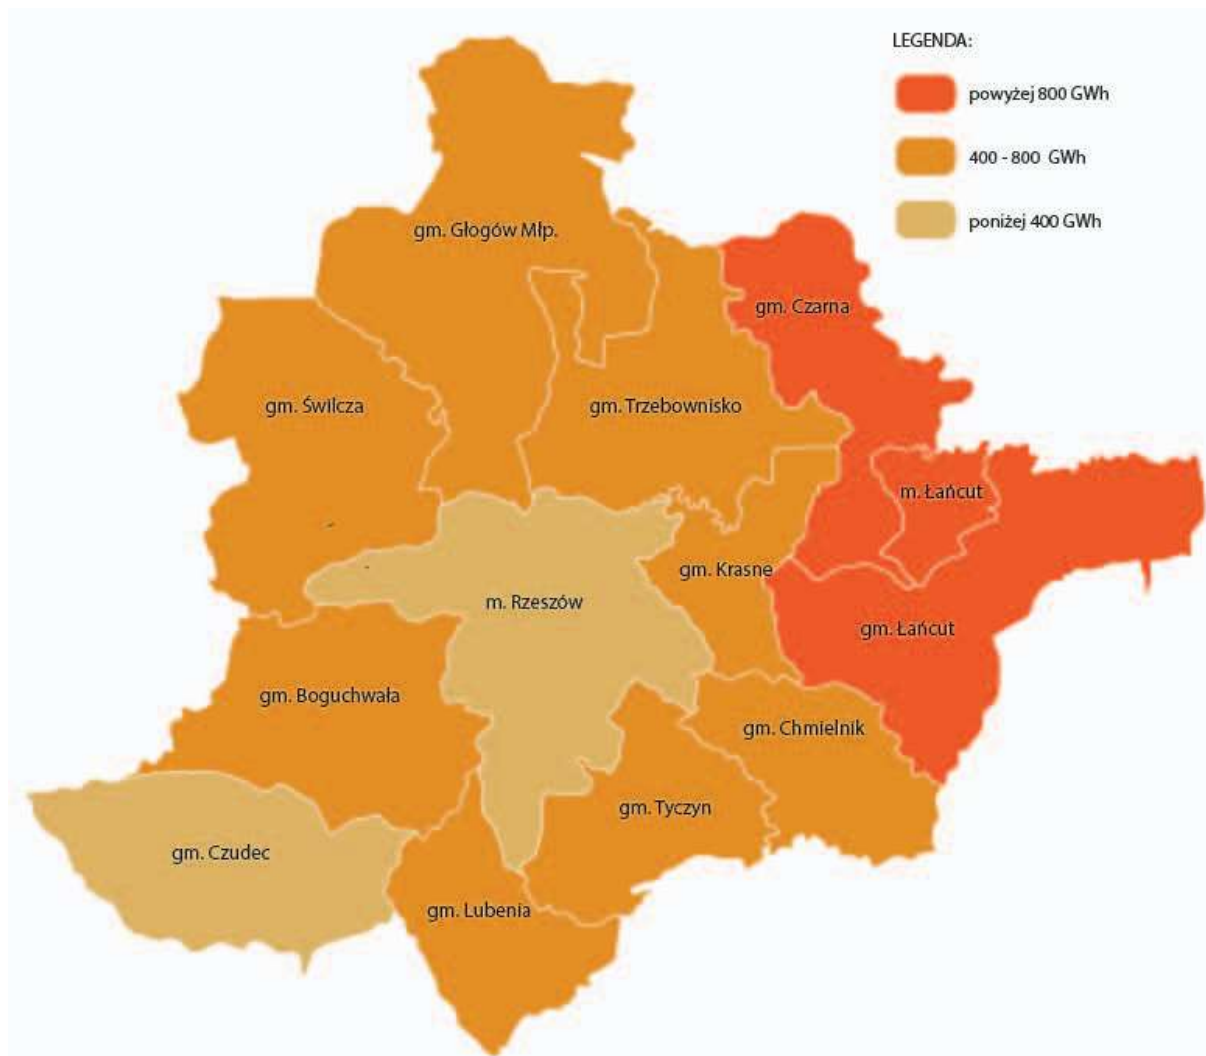 LEGENDA:
powyżej 800 GWh
400 - 800 GWh
poniżej 400 GWh
gm. Głogów Młp.
gm. Czarna
gm. Świlcza
gm. Trzebownisko
m. Łańcut
gm. Krasne
m. Rzeszów
gm. Łańcut
gm. Boguchwała
gm. Chmielnik
gm. Tyczyn
gm. Czudec
gm. Lubenia